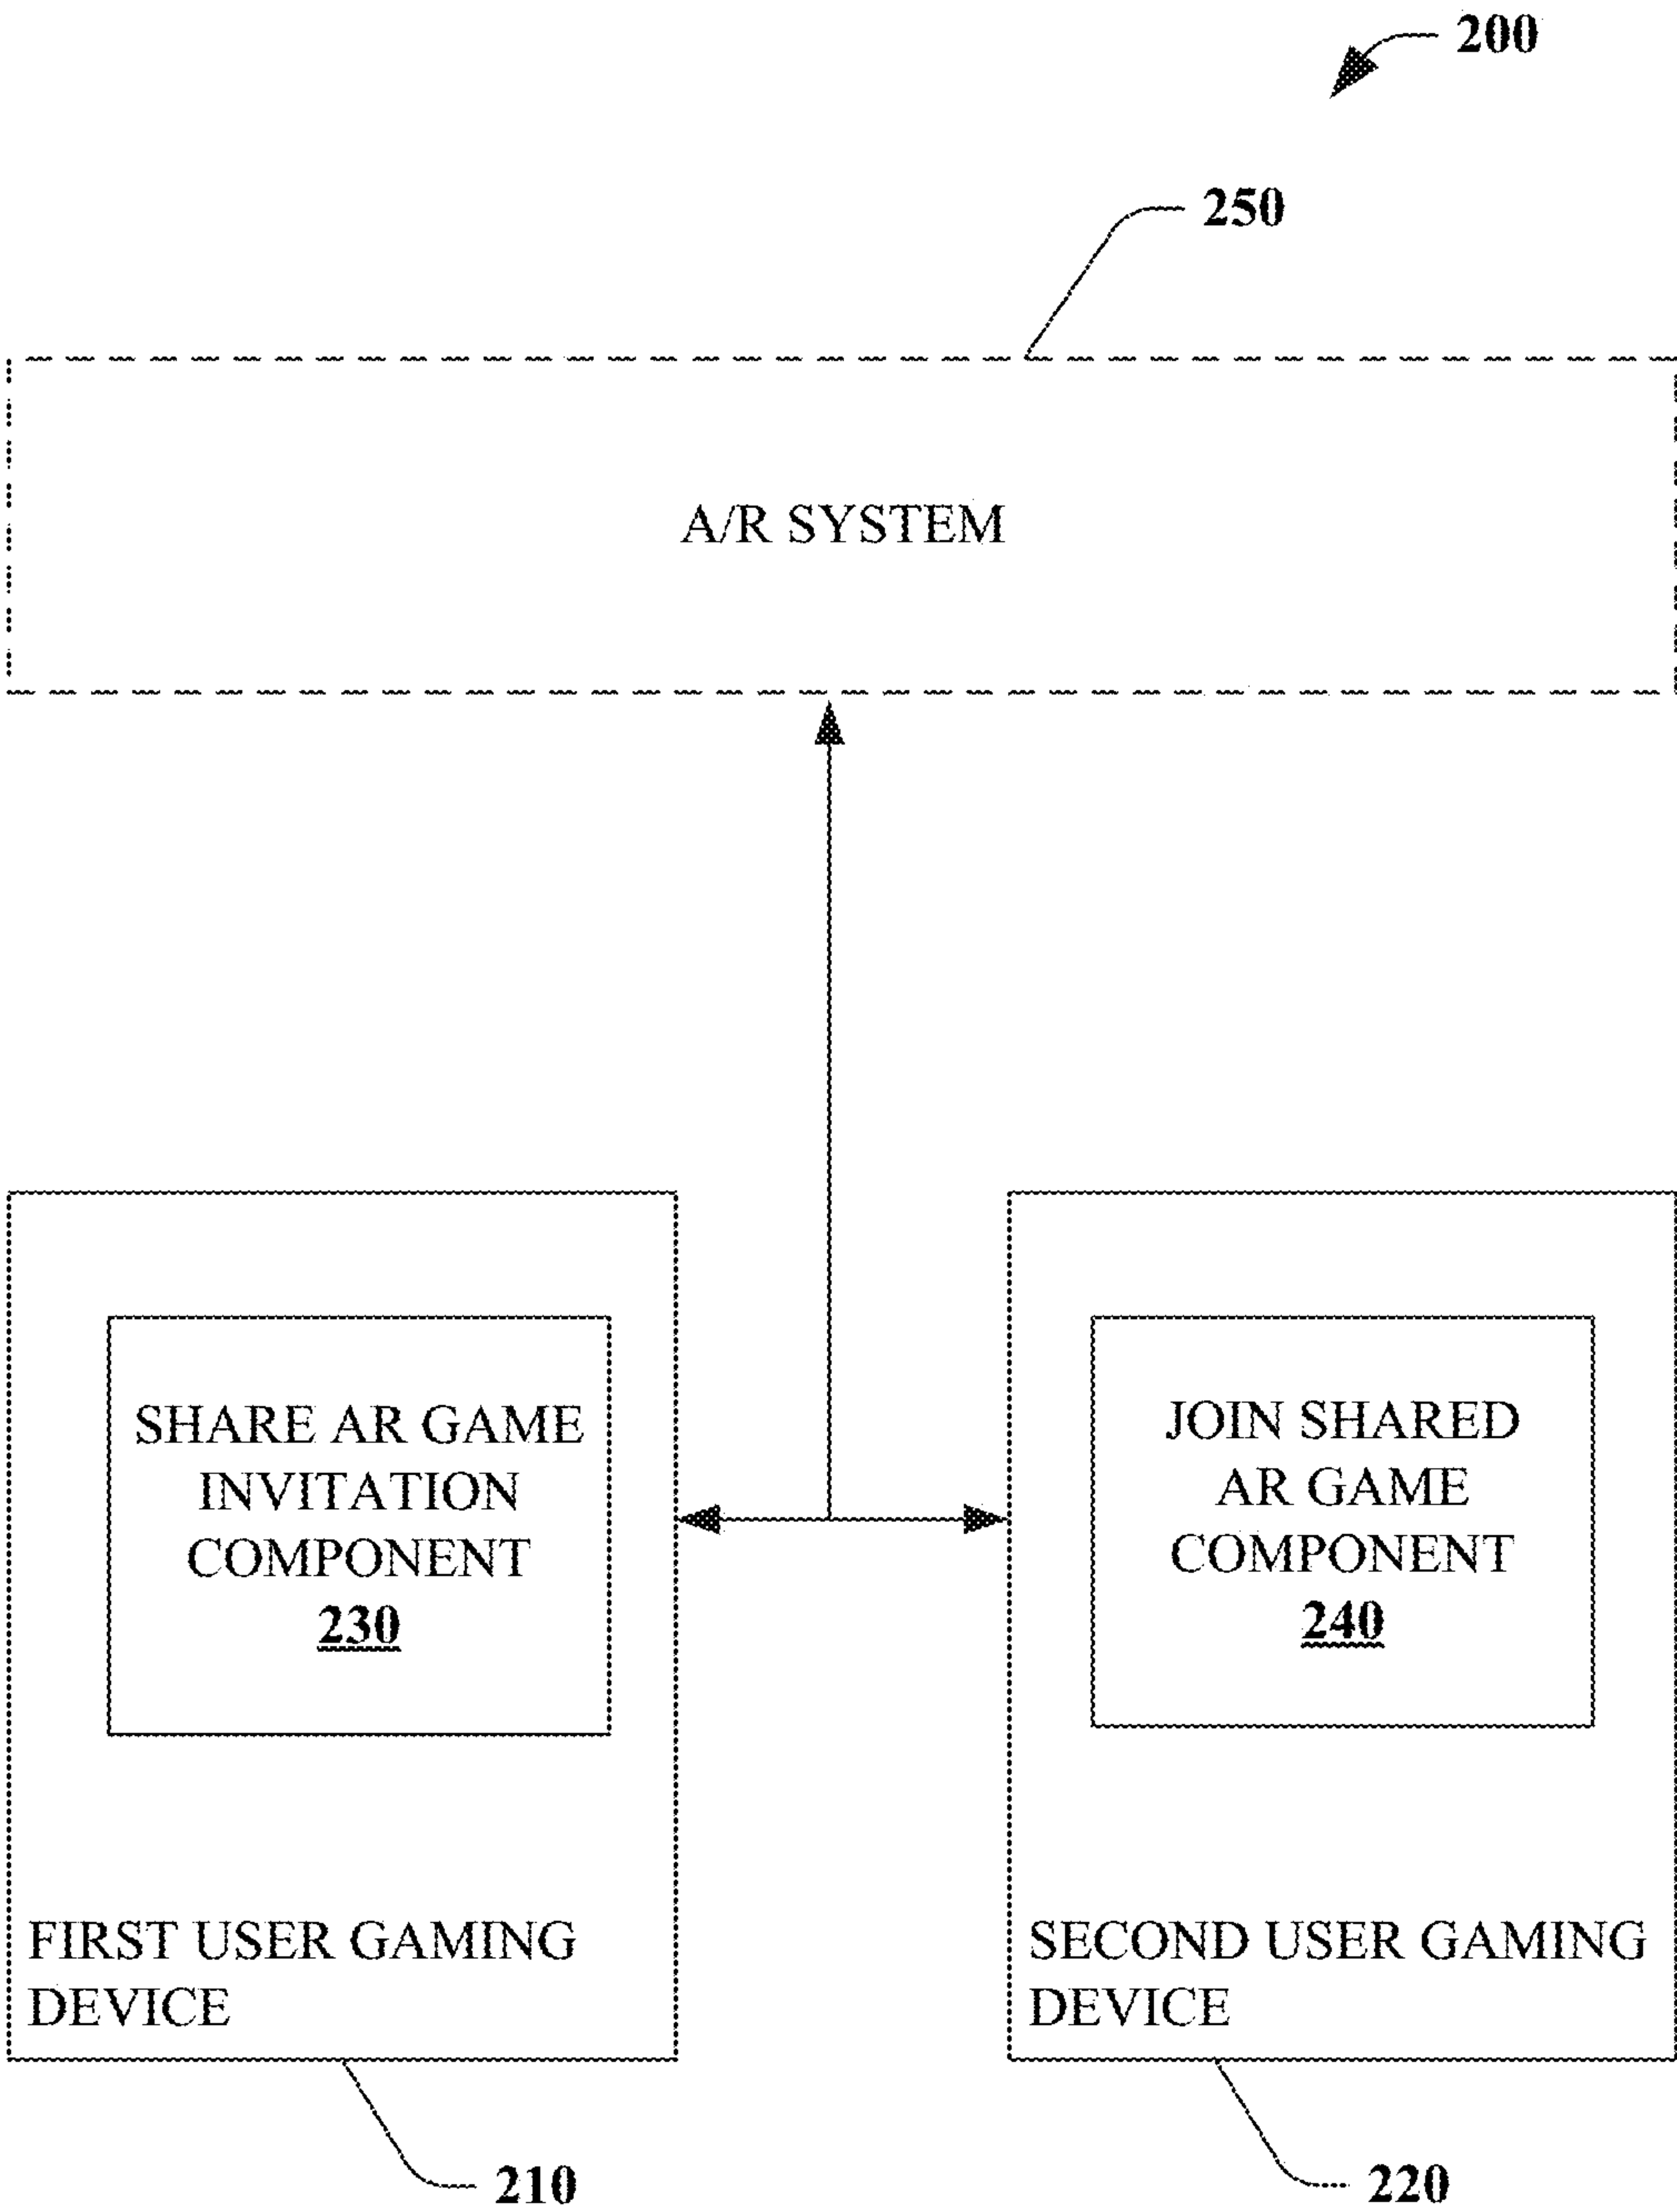 200
250
A/R SYSTEM
SHARE AR GAME
INVITATION
COMPONENT
230
JOIN SHARED
AR GAME
COMPONENT
240
FIRST USER GAMING
DEVICE
SECOND USER GAMING
DEVICE
210
220